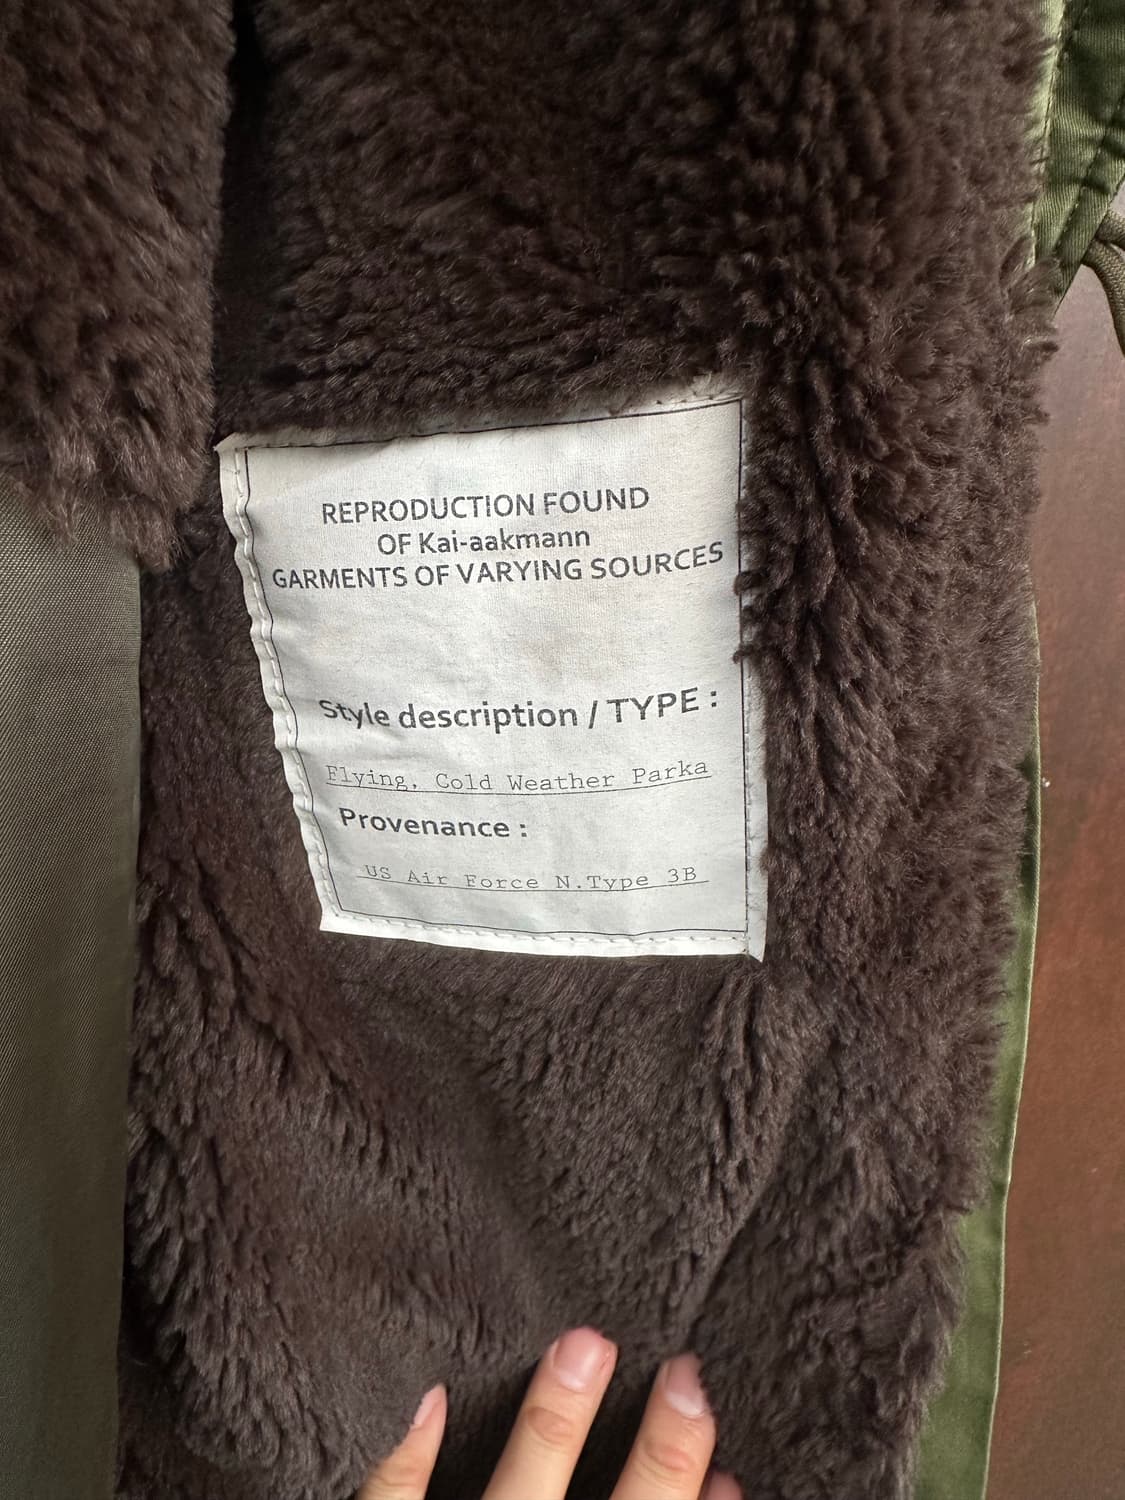 REPRODUCTION FOUND
OF Kai-aakmann
GARMENTS OF VARYING SOURCES
Style description / TYPE :
Flying, Cold Weather Parka
Provenance :
US Air Force N.Type 3B